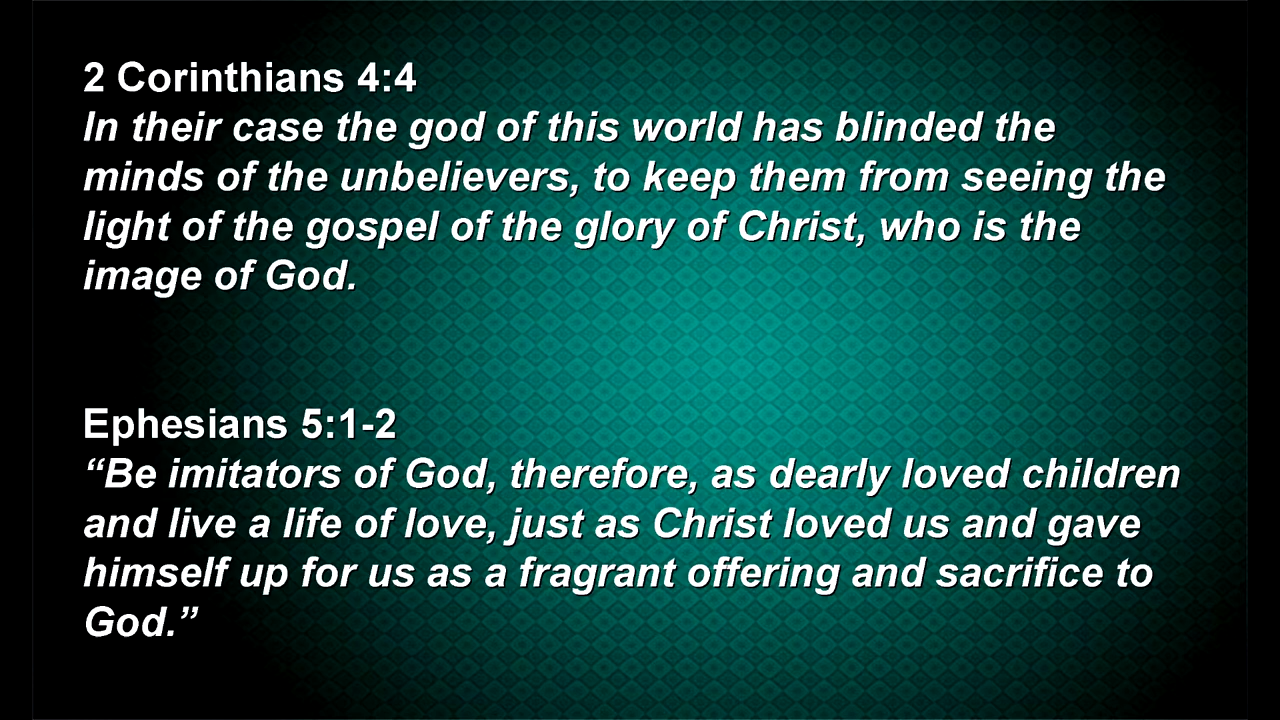 2 Corinthians 4:4
In their case the god of this world has blinded the
minds of the unbelievers, to keep them from seeing the
light of the gospel of the glory of Christ, who is the
image of God.
Ephesians 5:1-2
“Be imitators of God, therefore, as dearly loved children
and live a life of love, just as Christ loved us and gave
himself up for us as a fragrant offering and sacrifice to
God.”